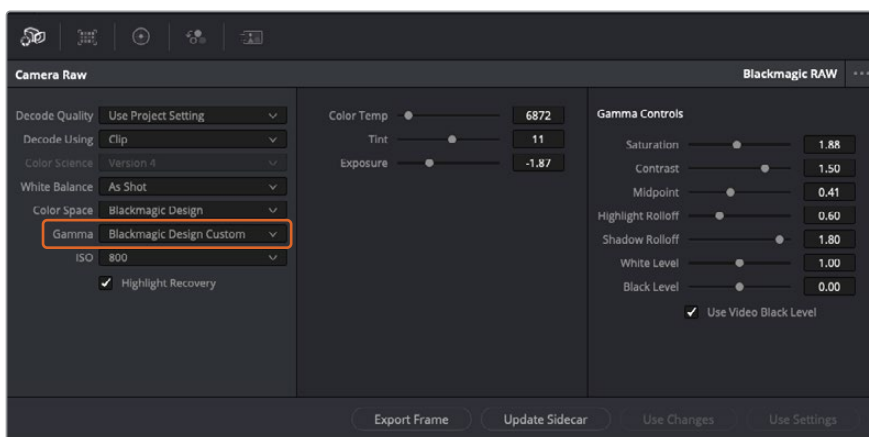 Camera Raw
Blackmagic RAW
Decode Quality Use Project Setting
Decode Using Clip
Color Science Version 4
White Balance As Shot
Color Space Blackmagic Design
Gamma Blackmagic Design Custom
ISO 800
Highlight Recovery
Color Temp 6872
Tint 11
Exposure -1.87
Gamma Controls
Saturation 1.88
Contrast 1.50
Midpoint 0.41
Highlight Rolloff 0.60
Shadow Rolloff 1.80
White Level 1.00
Black Level 0.00
Use Video Black Level
Export Frame
Update Sidecar
Use Changes
Use Settings